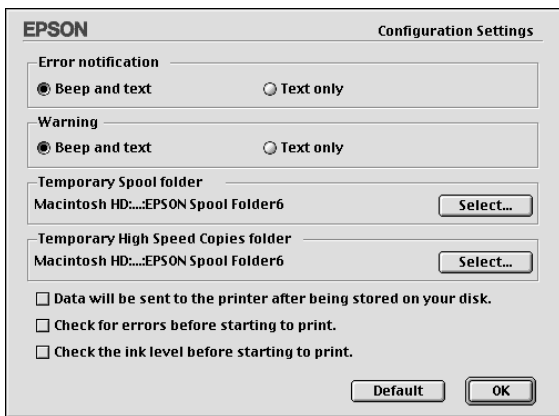 EPSON Configuration Settings
Error notification
Beep and text Text only
Warning
Beep and text Text only
Temporary Spool folder
Macintosh HD:...:EPSON Spool Folder6 Select...
Temporary High Speed Copies folder
Macintosh HD:...:EPSON Spool Folder6 Select...
Data will be sent to the printer after being stored on your disk.
Check for errors before starting to print.
Check the ink level before starting to print.
Default OK